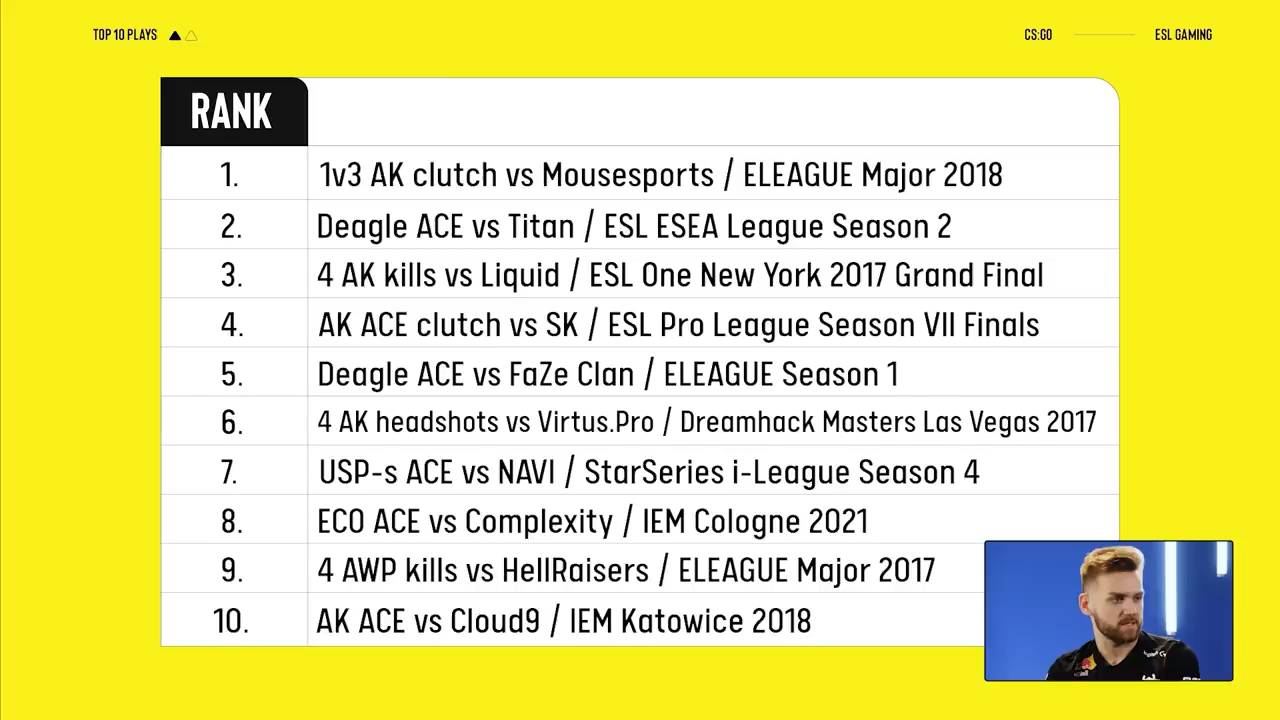 TOP 10 PLAYS
CS:GO
ESL GAMING
RANK
1. 1v3 AK clutch vs Mousesports / ELEAGUE Major 2018
2. Deagle ACE vs Titan / ESL ESEA League Season 2
3. 4 AK kills vs Liquid / ESL One New York 2017 Grand Final
4. AK ACE clutch vs SK / ESL Pro League Season VII Finals
5. Deagle ACE vs FaZe Clan / ELEAGUE Season 1
6. 4 AK headshots vs Virtus.Pro / Dreamhack Masters Las Vegas 2017
7. USP-s ACE vs NAVI / StarSeries i-League Season 4
8. ECO ACE vs Complexity / IEM Cologne 2021
9. 4 AWP kills vs HellRaisers / ELEAGUE Major 2017
10. AK ACE vs Cloud9 / IEM Katowice 2018